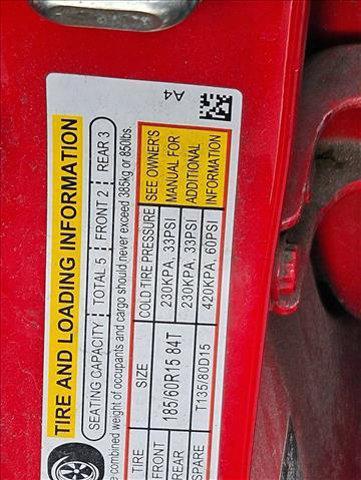 A4
TIRE AND LOADING INFORMATION
SEATING CAPACITY TOTAL 5 FRONT 2 REAR 3
combined weight of occupants and cargo should never exceed 385kg or 850lbs.
TIRE SIZE COLD TIRE PRESSURE SEE OWNER'S
FRONT 185/60R15 84T 230KPA, 33PSI MANUAL FOR
REAR 230KPA, 33PSI ADDITIONAL
SPARE T135/80D15 420KPA, 60PSI INFORMATION